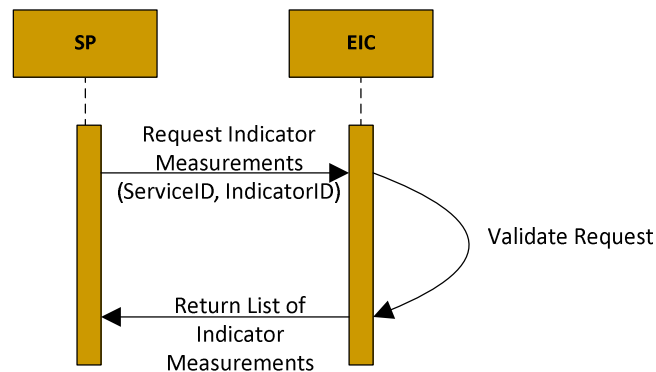 SP
EIC
Request Indicator
Measurements
(ServiceID, IndicatorID)
Validate Request
Return List of
Indicator
Measurements